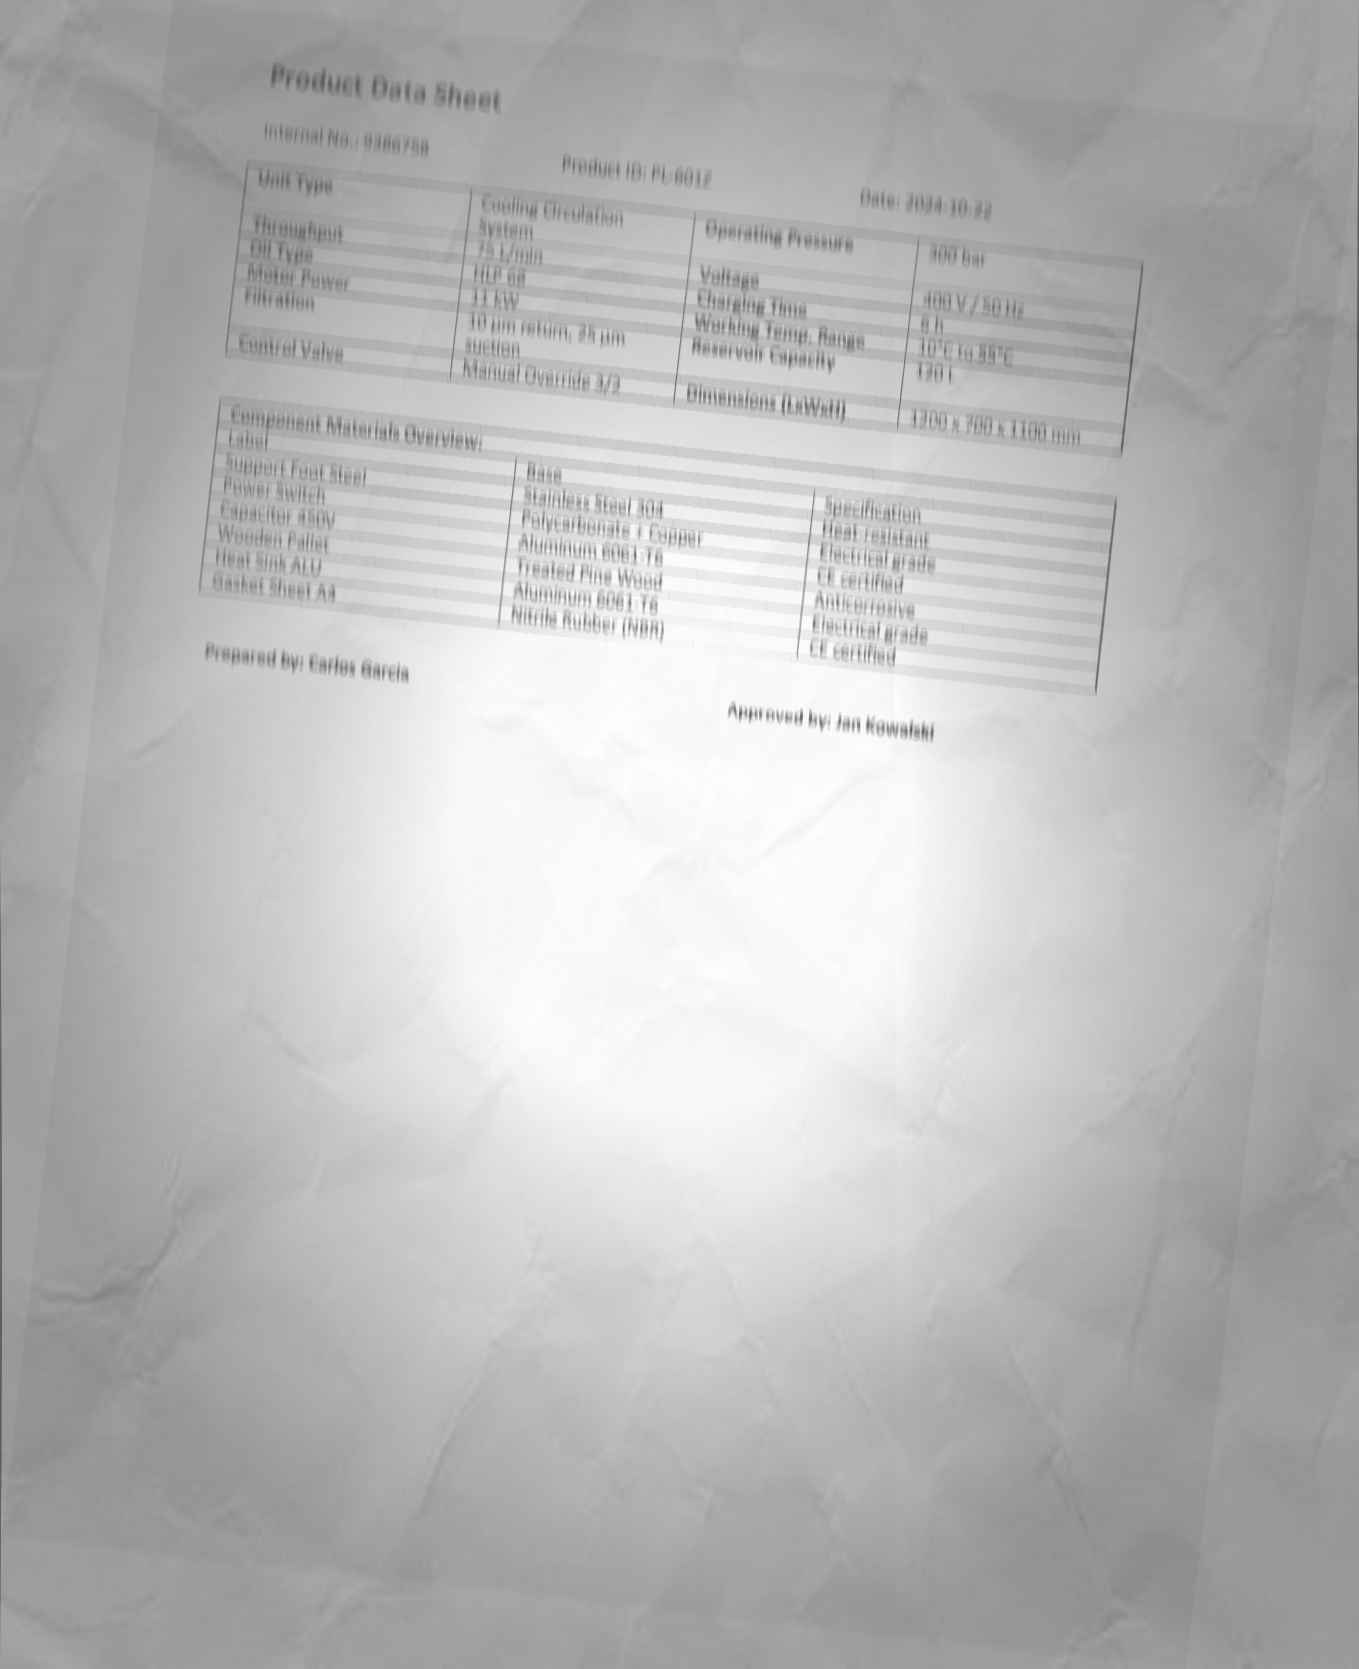 Product Data Sheet
Internal No.: 9386758
Product ID: PL-6012
Date: 2024-10-22
Unit Type
Cooling Circulation
System
Operating Pressure
300 bar
Throughput
75 L/min
Voltage
400 V / 50 Hz
Oil Type
HLP 68
Charging Time
6 h
Motor Power
11 kW
Working Temp. Range
10°C to 55°C
Filtration
10 µm return, 25 µm
suction
Reservoir Capacity
120 l
Control Valve
Manual Override 3/2
Dimensions (LxWxH)
1200 x 700 x 1100 mm
Component Materials Overview:
Label
Base
Specification
Support Foot Steel
Stainless Steel 304
Heat-resistant
Power Switch
Polycarbonate + Copper
Electrical grade
Capacitor 450V
Aluminum 6061-T6
CE certified
Wooden Pallet
Treated Pine Wood
Anticorrosive
Heat Sink ALU
Aluminum 6061-T6
Electrical grade
Gasket Sheet A4
Nitrile Rubber (NBR)
CE certified
Prepared by: Carlos Garcia
Approved by: Jan Kowalski